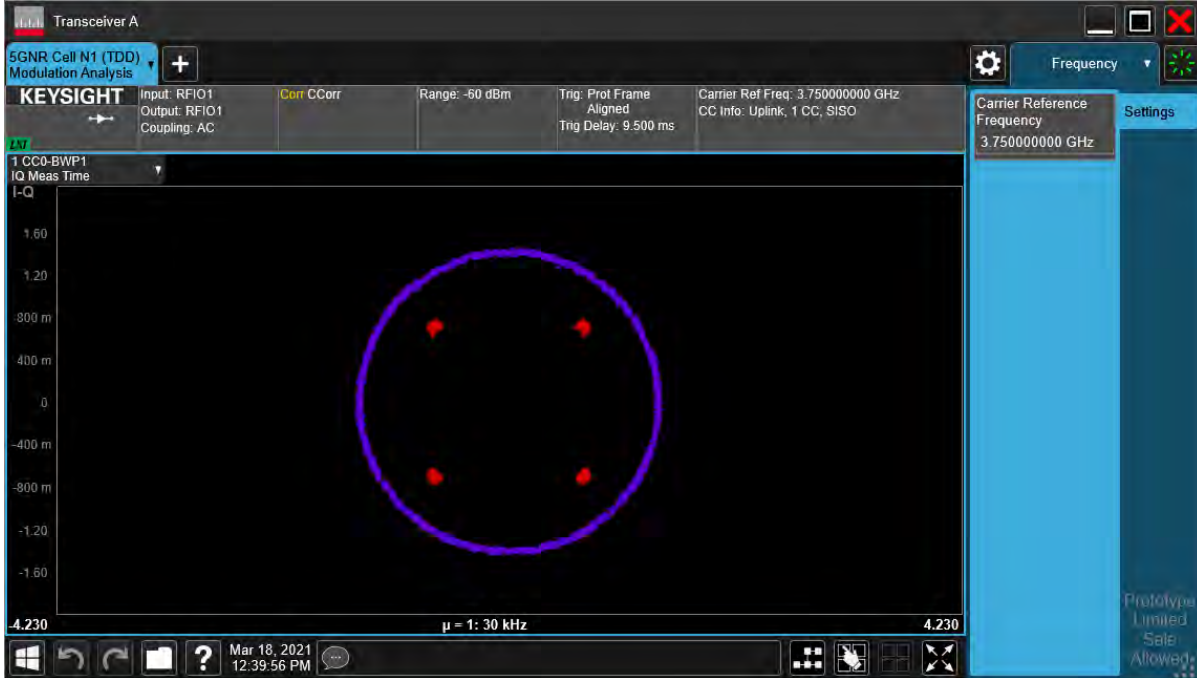 Transceiver A
5GNR Cell N1 (TDD)
Modulation Analysis
+
Frequency
KEYSIGHT
LXI
Input: RFIO1
Output: RFIO1
Coupling: AC
Corr CCorr
Range: -60 dBm
Trig: Prot Frame
Aligned
Trig Delay: 9.500 ms
Carrier Ref Freq: 3.750000000 GHz
CC Info: Uplink, 1 CC, SISO
Carrier Reference
Frequency
3.750000000 GHz
Settings
1 CC0-BWP1
IQ Meas Time
I-Q
1.60
1.20
800 m
400 m
0
-400 m
-800 m
-1.20
-1.60
-4.230
µ = 1: 30 kHz
4.230
Prototype
Limited
Sale
Allowed
?
Mar 18, 2021
12:39:56 PM